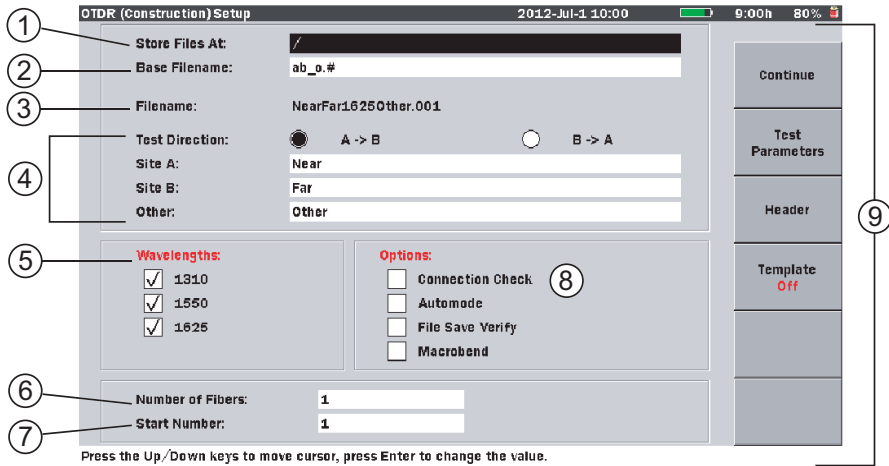 OTDR (Construction) Setup 2012-Jul-1 10:00 9:00h 80%
1 Store Files At: /
2 Base Filename: ab_o.#
3 Filename: NearFar1625Other.001
4 Test Direction: A -> B B -> A
Site A: Near
Site B: Far
Other: Other
5 Wavelengths:
1310
1550
1625
Options:
8
Connection Check
Automode
File Save Verify
Macrobend
6 Number of Fibers: 1
7 Start Number: 1
Continue
Test
Parameters
Header
Template
Off
9
Press the Up/Down keys to move cursor, press Enter to change the value.